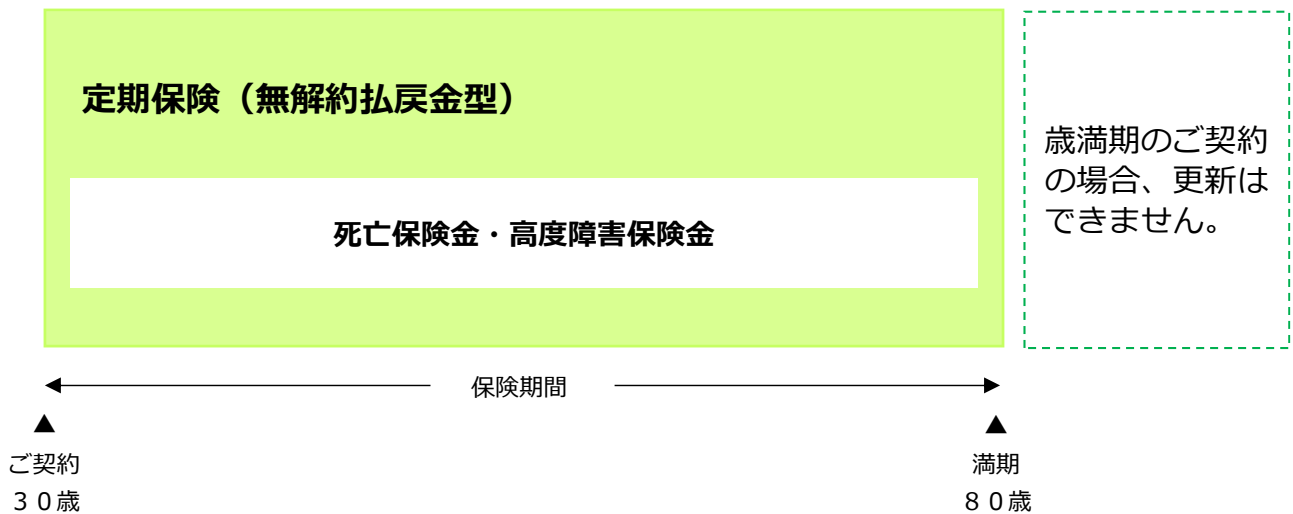 定期保険（無解約払戻金型）
死亡保険金・高度障害保険金
歳満期のご契約
の場合、更新は
できません。
保険期間
▲
▲
ご契約
満期
３０歳
８０歳